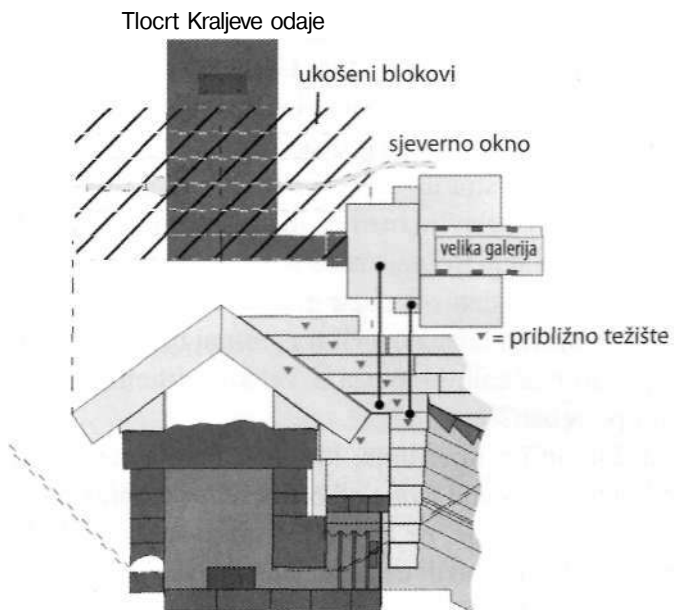 Tlocrt Kraljeve odaje
ukošeni blokovi
sjeverno okno
velika galerija
= približno težište